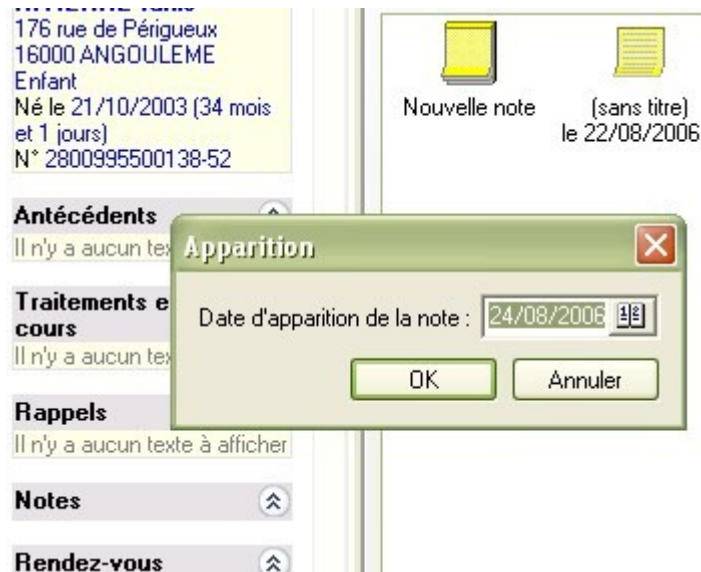 176 rue de Périgueux
16000 ANGOULEME
Enfant
Né le 21/10/2003 (34 mois
et 1 jours)
N° 2800995500138-52
Antécédents
Il n'y a aucun
Traitements
cours
Il n'y a aucun
Rappels
Il n'y a aucun texte à afficher
Notes
Rendez-vous
Nouvelle note
(sans titre)
le 22/08/2006
Apparition
Date d'apparition de la note :
24/08/2006
OK
Annuler